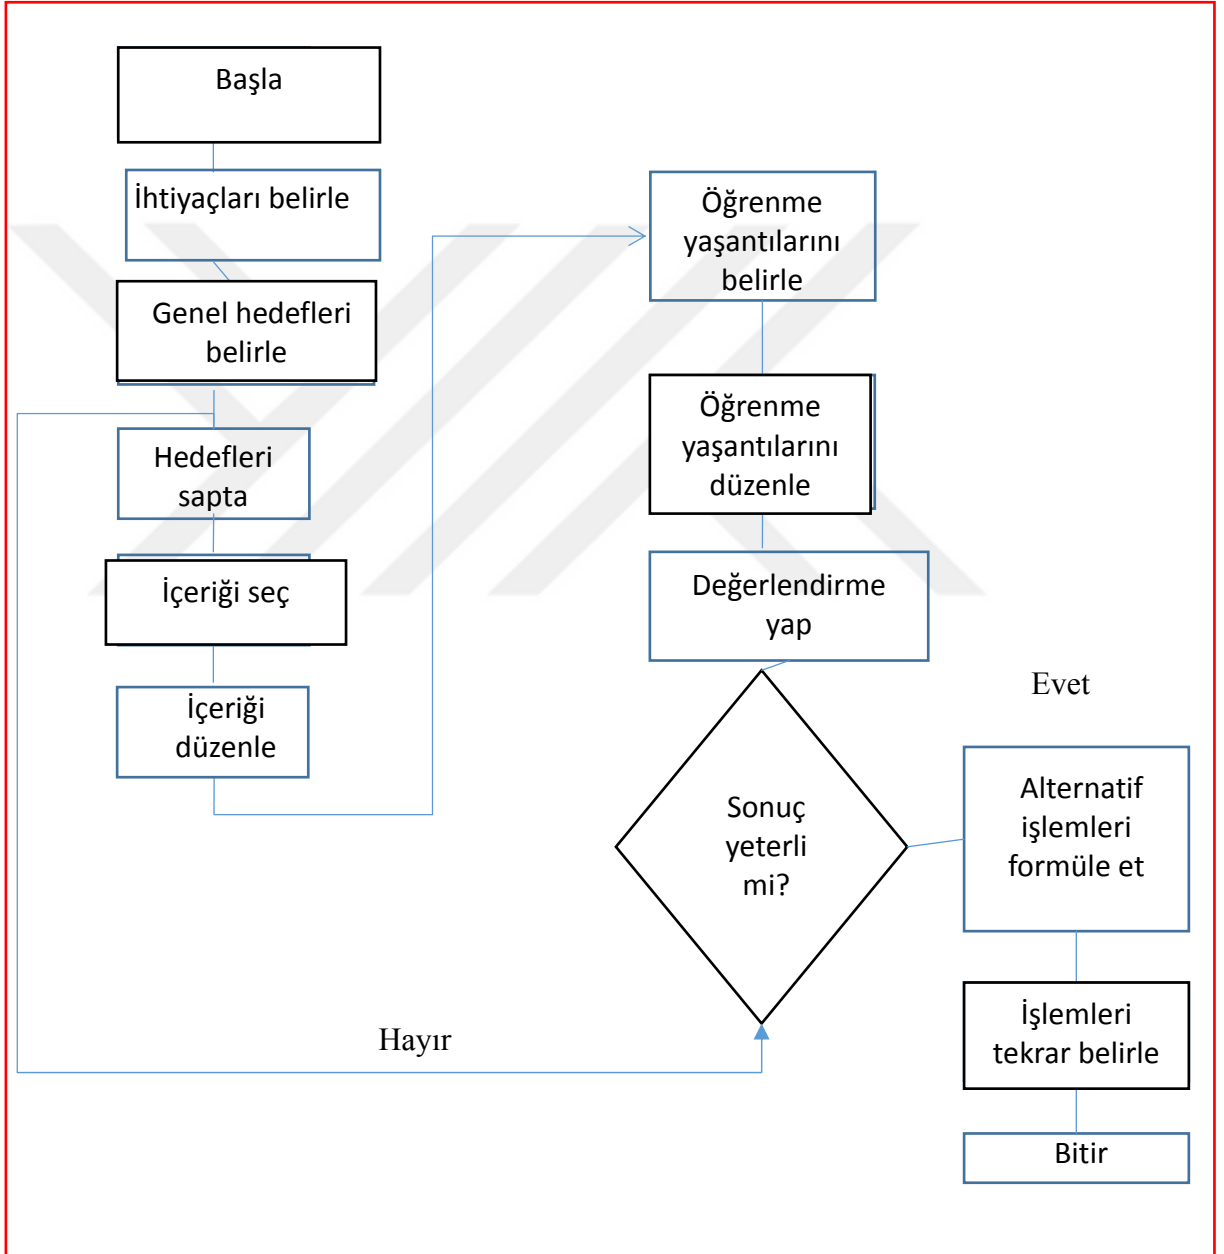 Başla
İhtiyaçları belirle
Genel hedefleri
belirle
Hedefleri
sapta
İçeriği seç
İçeriği
düzenle
Öğrenme
yaşantılarını
belirle
Öğrenme
yaşantılarını
düzenle
Değerlendirme
yap
Sonuç
yeterli
mi?
Evet
Hayır
Alternatif
işlemleri
formüle et
İşlemleri
tekrar belirle
Bitir